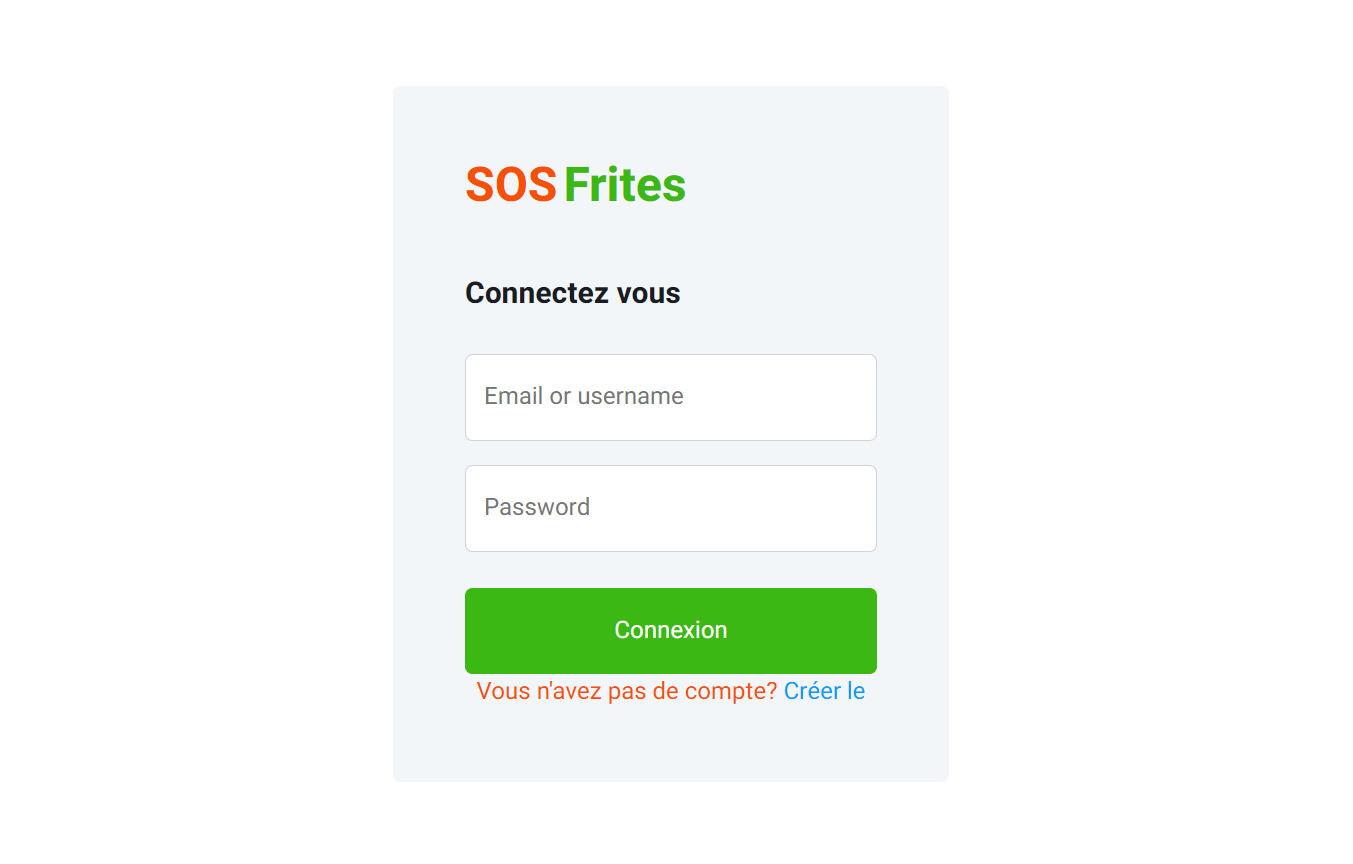 SOS Frites
Connectez vous
Email or username
Password
Connexion
Vous n'avez pas de compte? Créer le